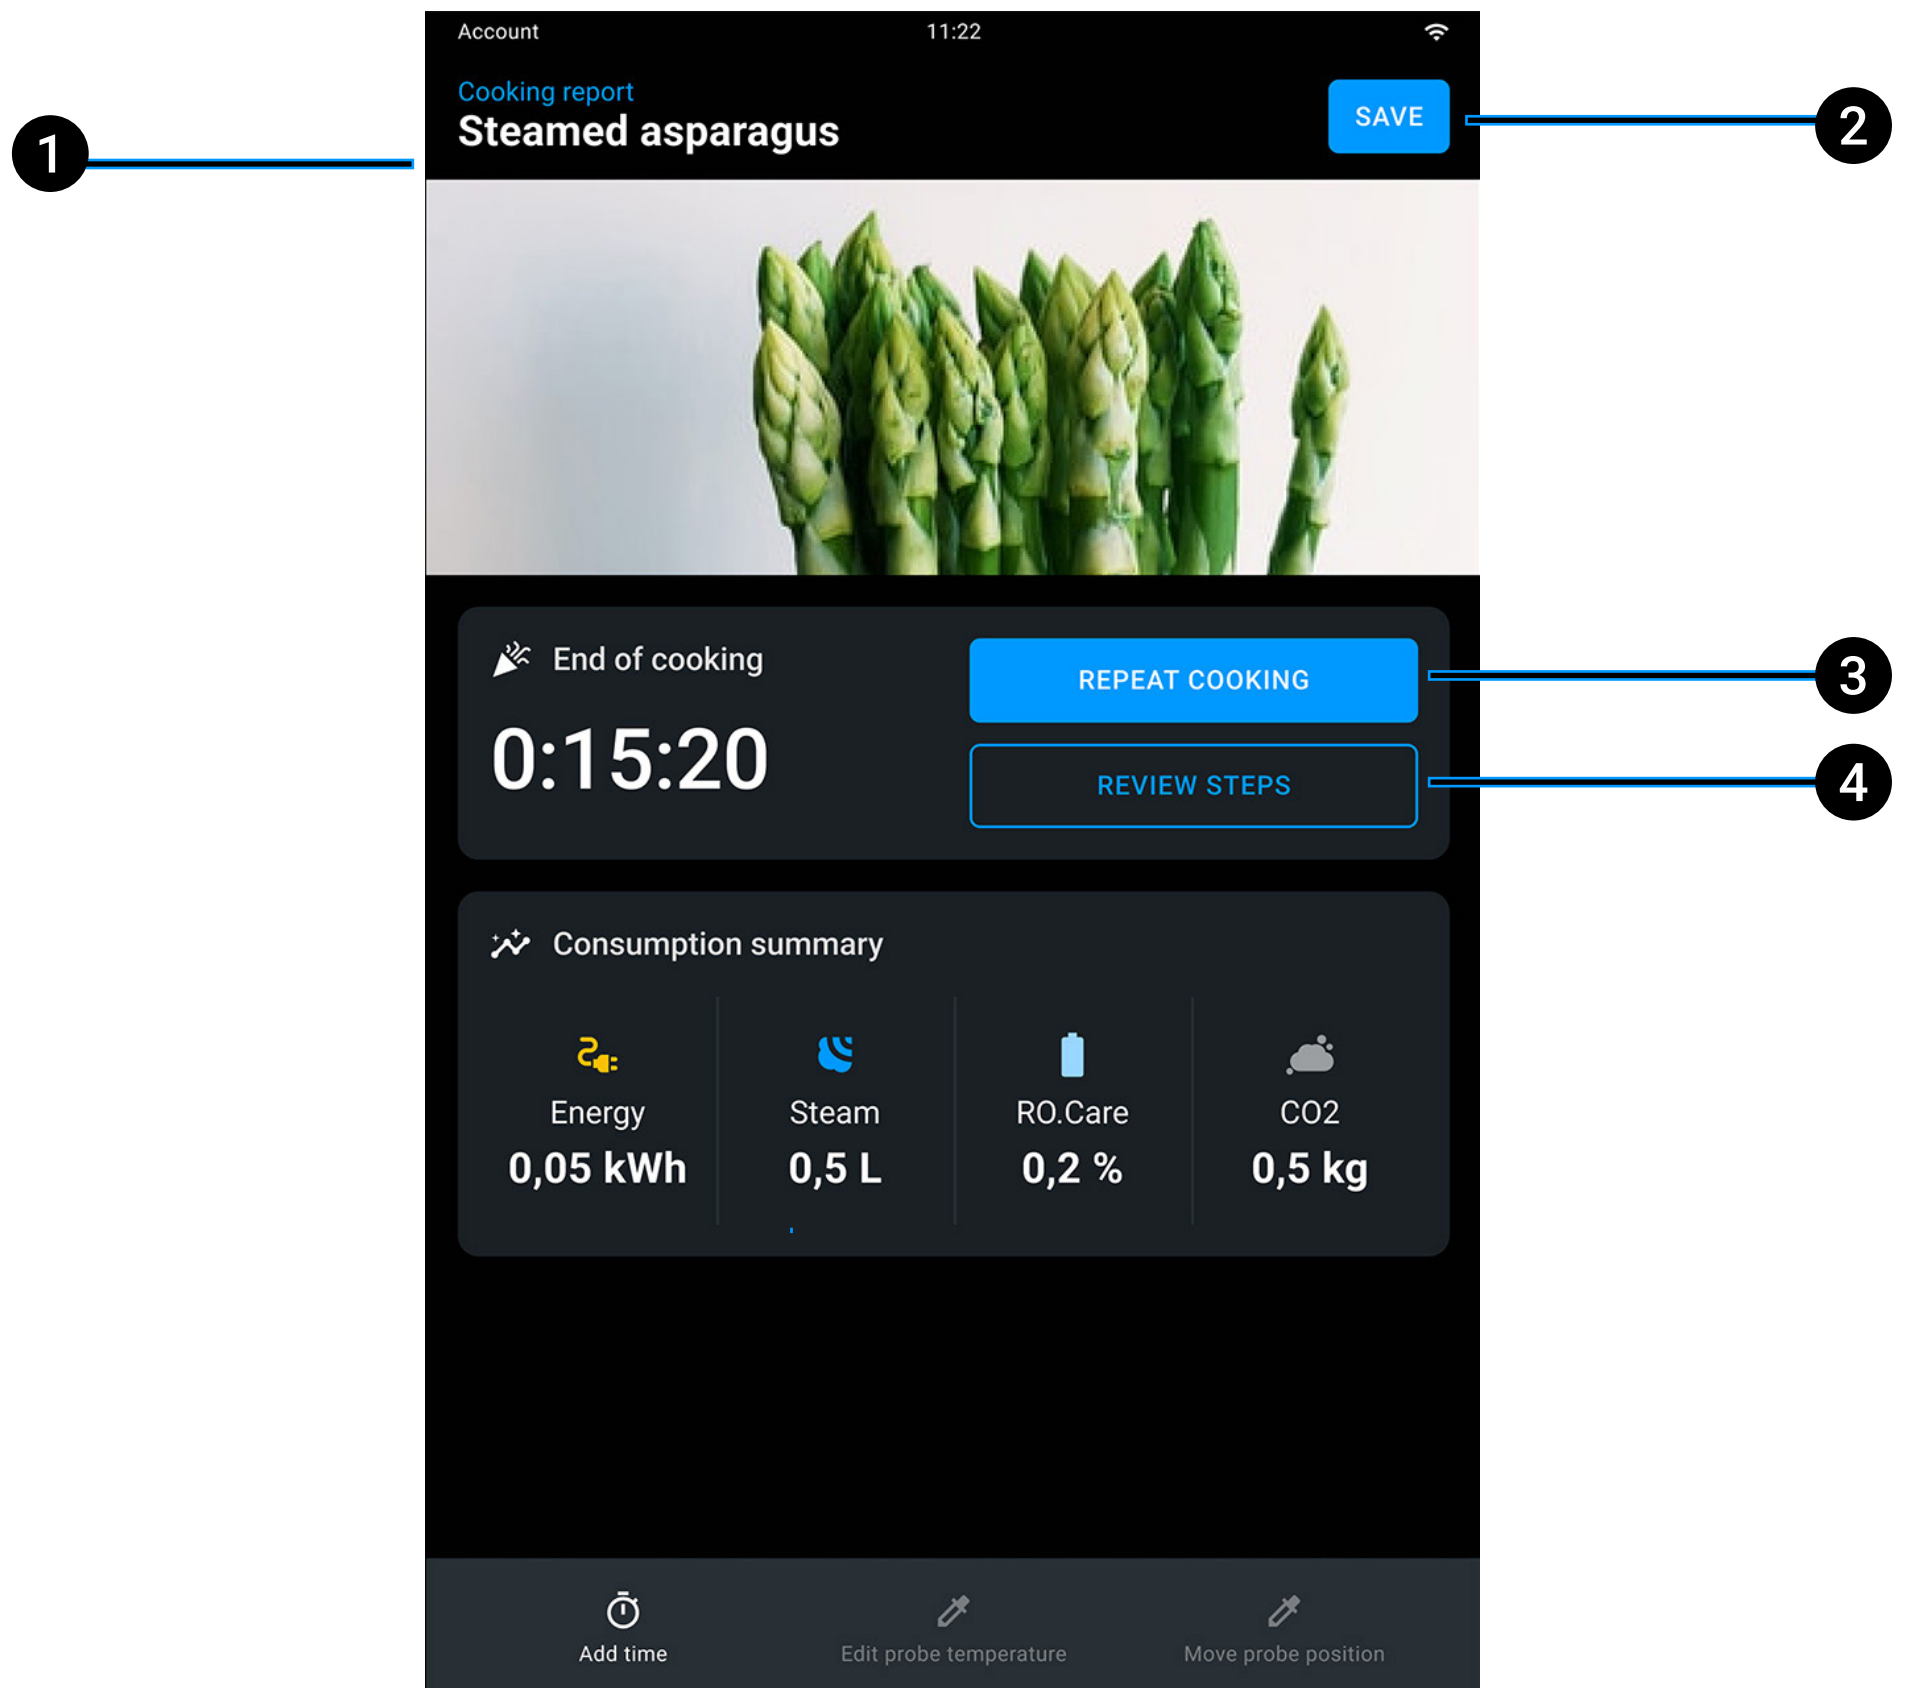 Account 11:22
Cooking report
Steamed asparagus
SAVE
1
2
End of cooking
0:15:20
REPEAT COOKING
3
REVIEW STEPS
4
Consumption summary
Energy Steam RO.Care CO2
0,05 kWh 0,5 L 0,2 % 0,5 kg
Add time Edit probe temperature Move probe position